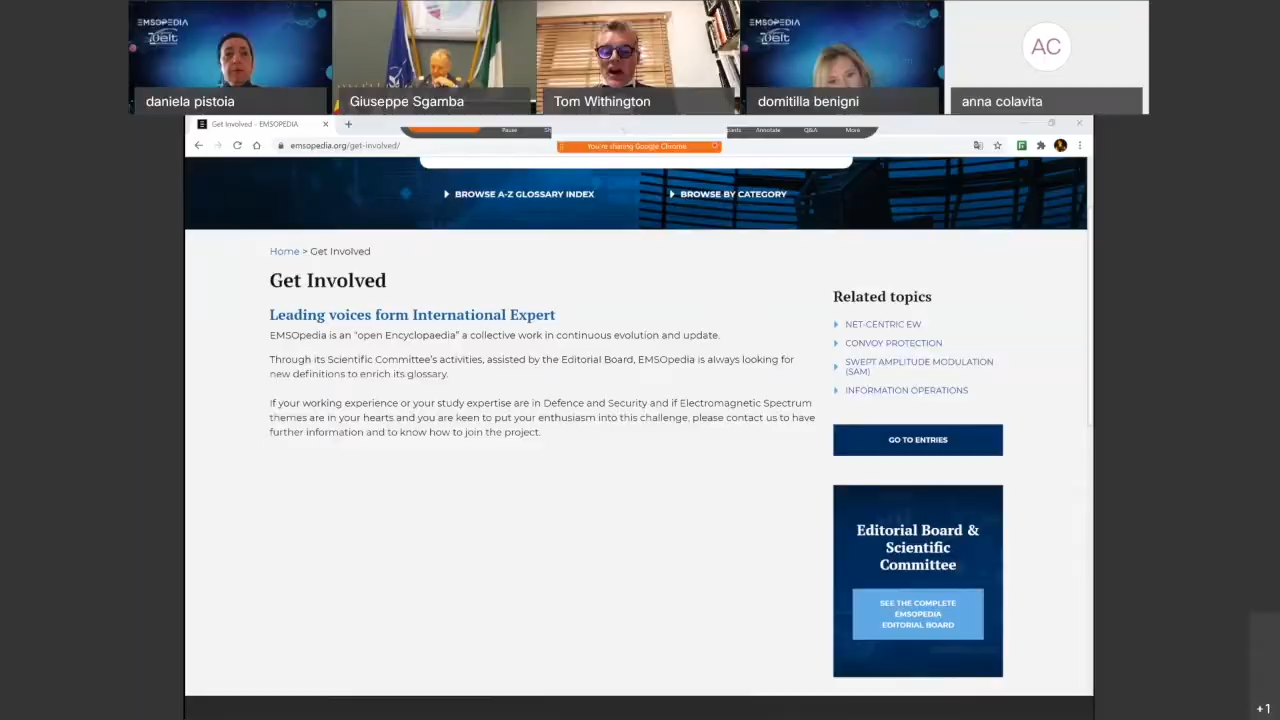 EMSOPEDIA
elt
EMSOPEDIA
elt
AC
daniela pistoia
Giuseppe Sgamba
Tom Withington
domitilla benigni
anna colavita
Get Involved - EMSOPEDIA
Pause
Annotate
Q&A
More
emsopedia.org/get-involved/
You're sharing Google Chrome
BROWSE A-Z GLOSSARY INDEX
BROWSE BY CATEGORY
Home > Get Involved
Get Involved
Leading voices form International Expert
EMSOpedia is an "open Encyclopaedia" a collective work in continuous evolution and update.
Through its Scientific Committee's activities, assisted by the Editorial Board, EMSOpedia is always looking for
new definitions to enrich its glossary.
If your working experience or your study expertise are in Defence and Security and if Electromagnetic Spectrum
themes are in your hearts and you are keen to put your enthusiasm into this challenge, please contact us to have
further information and to know how to join the project.
Related topics
NET-CENTRIC EW
CONVOY PROTECTION
SWEPT AMPLITUDE MODULATION
(SAM)
INFORMATION OPERATIONS
GO TO ENTRIES
Editorial Board &
Scientific
Committee
SEE THE COMPLETE
EMSOPEDIA
EDITORIAL BOARD
+1